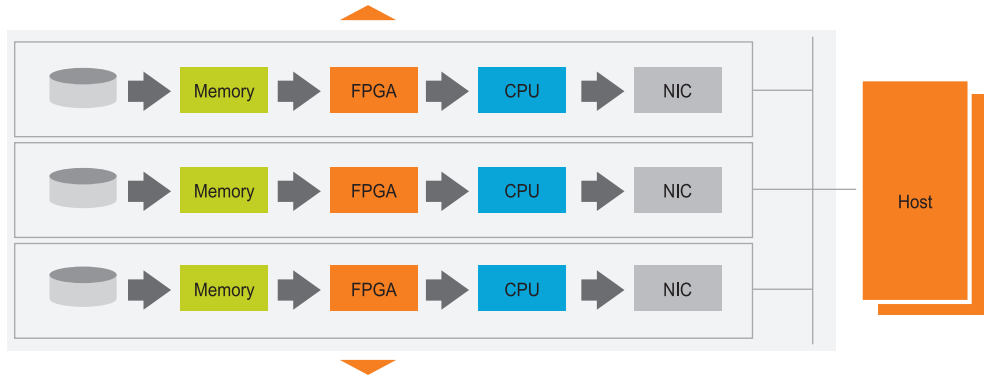 Memory
FPGA
CPU
NIC
Memory
FPGA
CPU
NIC
Host
Memory
FPGA
CPU
NIC